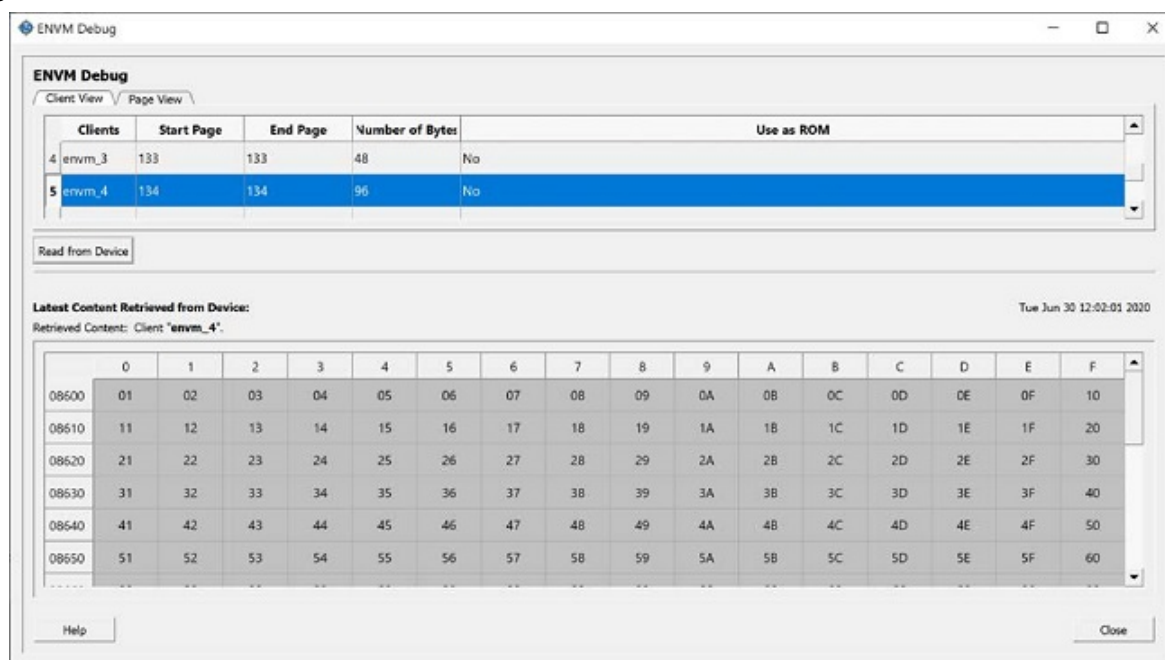 ENVM Debug
ENVM Debug
Client View Page View
Clients Start Page End Page Number of Bytes Use as ROM
4 envm_3 133 133 48 No
5 envm_4 134 134 96 No
Read from Device
Latest Content Retrieved from Device: Tue Jun 30 12:02:01 2020
Retrieved Content: Client "envm_4".
0 1 2 3 4 5 6 7 8 9 A B C D E F
08600 01 02 03 04 05 06 07 08 09 0A 0B 0C 0D 0E 0F 10
08610 11 12 13 14 15 16 17 18 19 1A 1B 1C 1D 1E 1F 20
08620 21 22 23 24 25 26 27 28 29 2A 2B 2C 2D 2E 2F 30
08630 31 32 33 34 35 36 37 38 39 3A 3B 3C 3D 3E 3F 40
08640 41 42 43 44 45 46 47 48 49 4A 4B 4C 4D 4E 4F 50
08650 51 52 53 54 55 56 57 58 59 5A 5B 5C 5D 5E 5F 60
Help Close